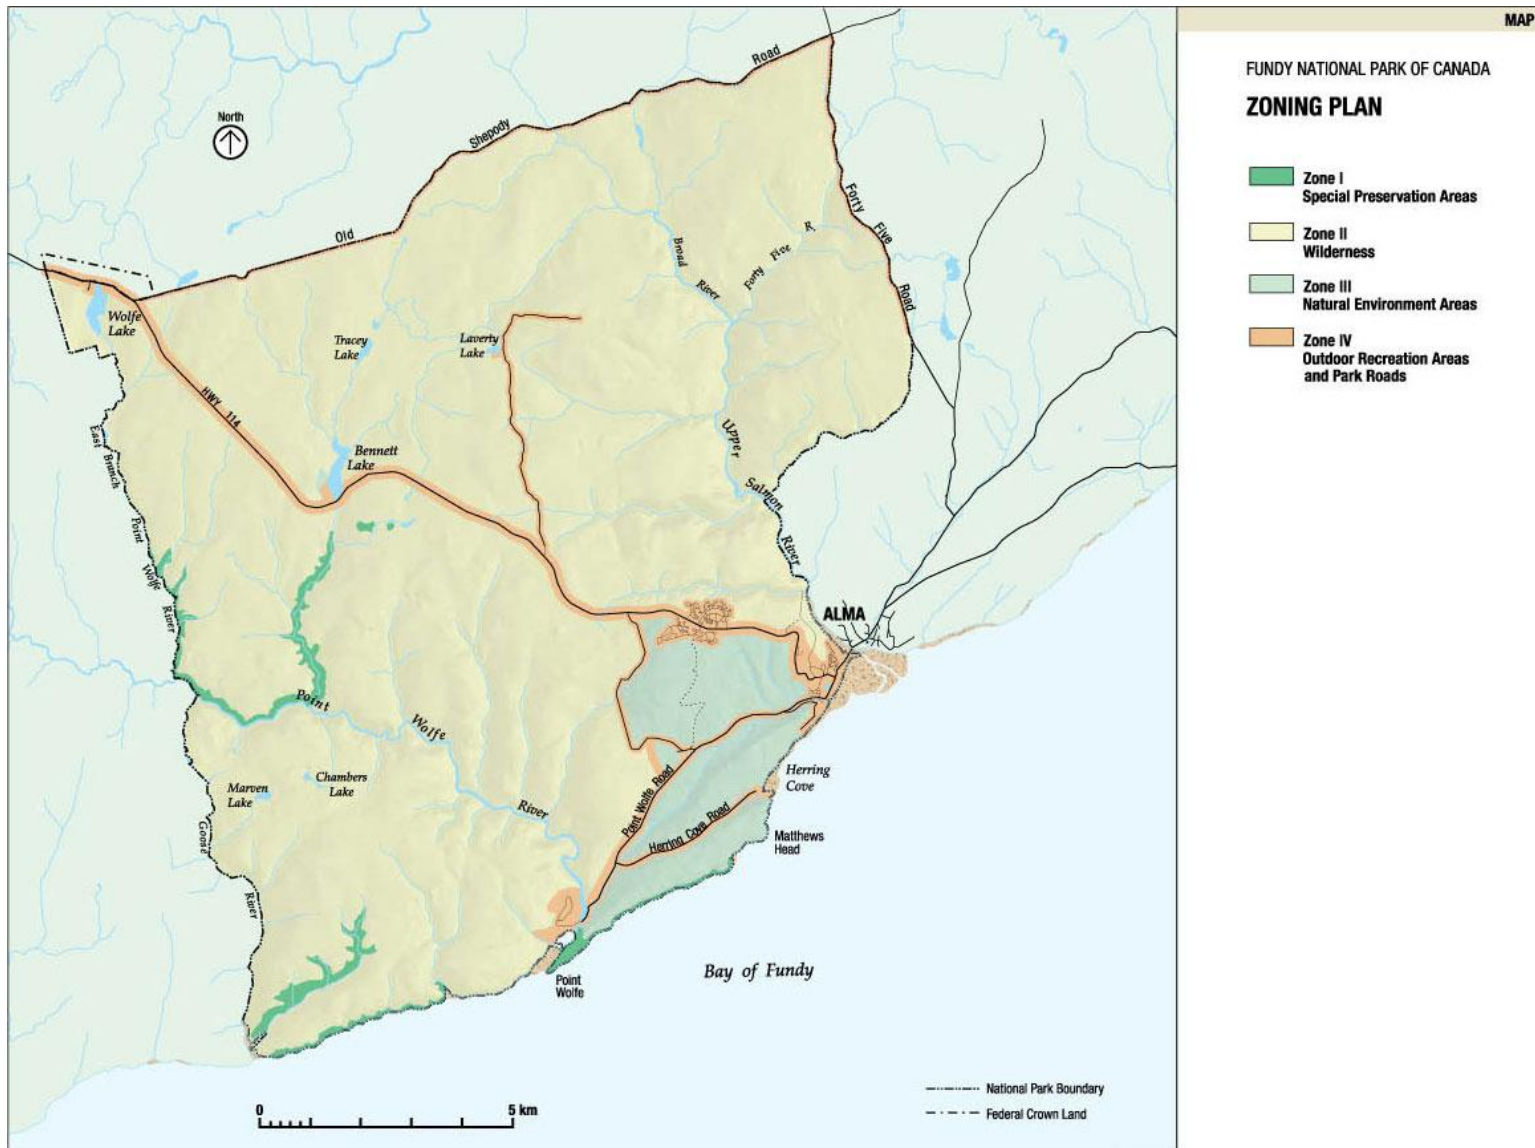 MAP
FUNDY NATIONAL PARK OF CANADA
ZONING PLAN
Zone I
Special Preservation Areas
Zone II
Wilderness
Zone III
Natural Environment Areas
Zone IV
Outdoor Recreation Areas
and Park Roads
North
Old Shepody Road
Forty Five Road
Forty Five R.
Broad River
Wolfe
Lake
Tracey
Lake
Laverty
Lake
HWY 114
Bennett
Lake
Upper Salmon River
East Branch Point Wolfe River
ALMA
Point Wolfe River
Marven
Lake
Chambers
Lake
Goose River
Point Wolfe Road
Herring Cove Road
Herring
Cove
Matthews
Head
Point
Wolfe
Bay of Fundy
National Park Boundary
Federal Crown Land
0 5 km